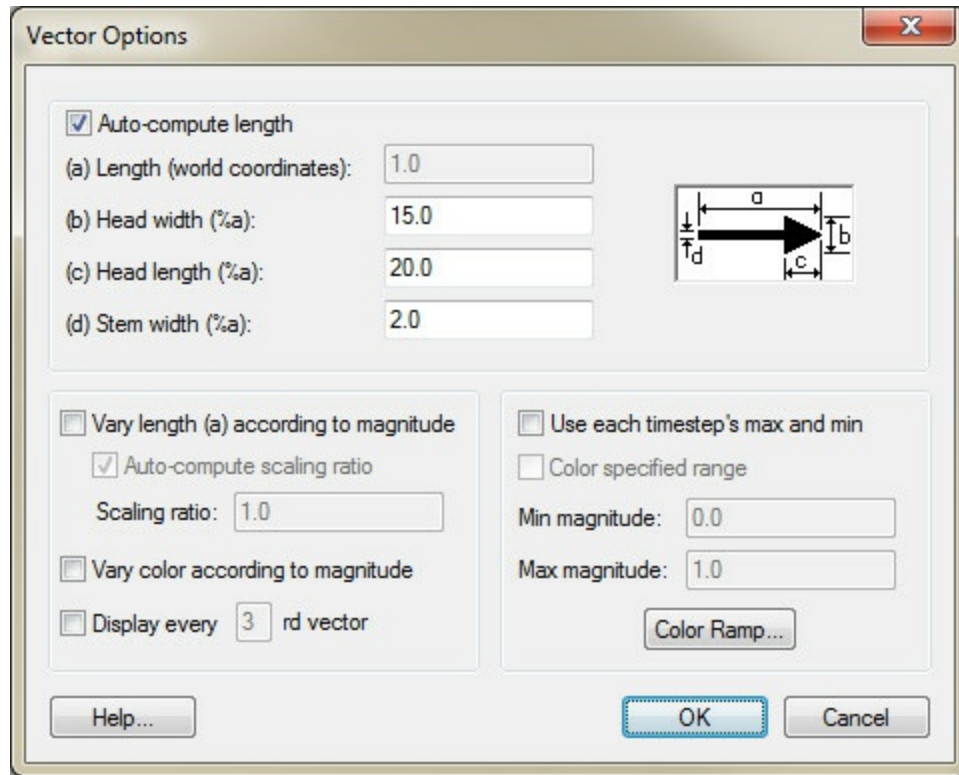 Vector Options
Auto-compute length
(a) Length (world coordinates): 1.0
(b) Head width (%a): 15.0
(c) Head length (%a): 20.0
(d) Stem width (%a): 2.0
a
b
c
d
Vary length (a) according to magnitude
Auto-compute scaling ratio
Scaling ratio: 1.0
Vary color according to magnitude
Display every 3 rd vector
Use each timestep's max and min
Color specified range
Min magnitude: 0.0
Max magnitude: 1.0
Color Ramp...
Help...
OK
Cancel